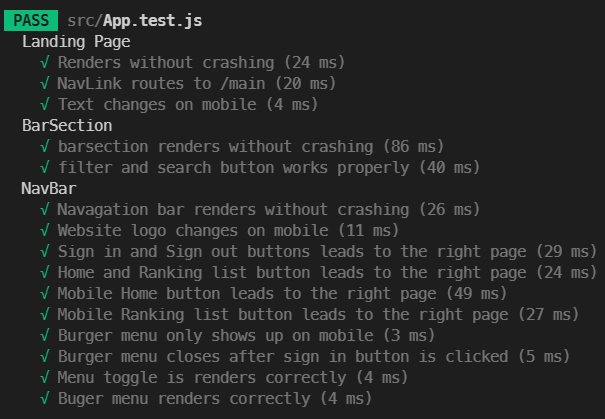 PASS src/App.test.js
Landing Page
√ Renders without crashing (24 ms)
√ NavLink routes to /main (20 ms)
√ Text changes on mobile (4 ms)
BarSection
√ barsection renders without crashing (86 ms)
√ filter and search button works properly (40 ms)
NavBar
√ Navagation bar renders without crashing (26 ms)
√ Website logo changes on mobile (11 ms)
√ Sign in and Sign out buttons leads to the right page (29 ms)
√ Home and Ranking list button leads to the right page (24 ms)
√ Mobile Home button leads to the right page (49 ms)
√ Mobile Ranking list button leads to the right page (27 ms)
√ Burger menu only shows up on mobile (3 ms)
√ Burger menu closes after sign in button is clicked (5 ms)
√ Menu toggle is renders correctly (4 ms)
√ Buger menu renders correctly (4 ms)